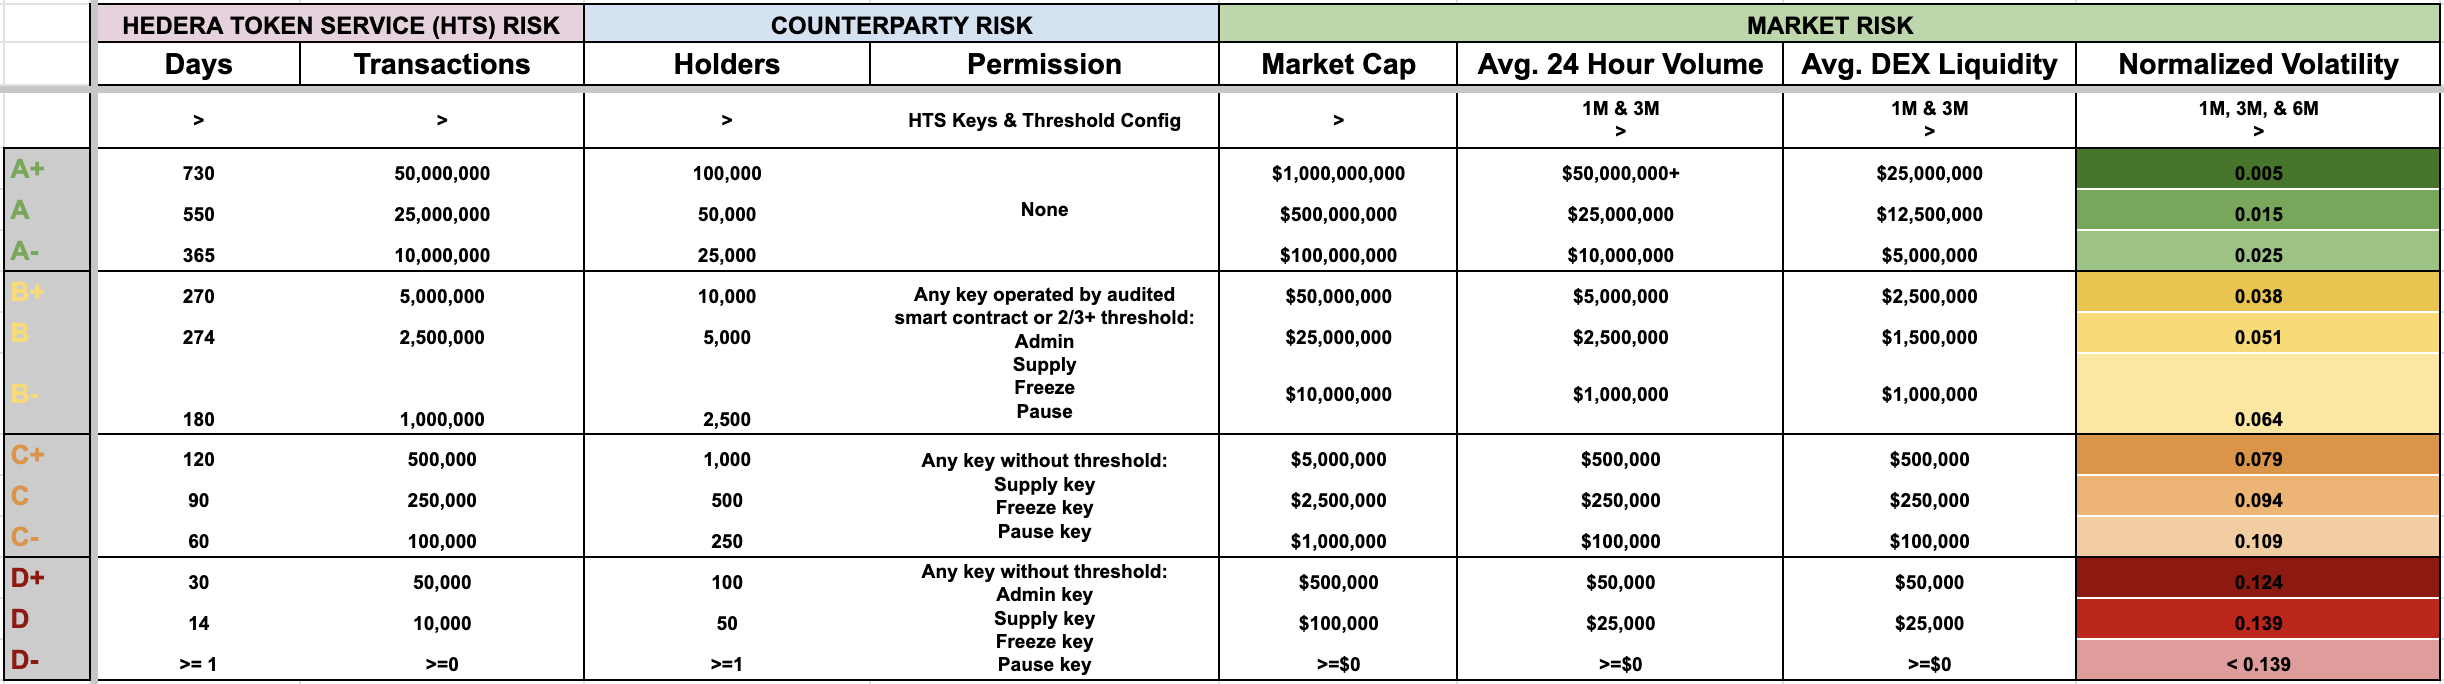 HEDERA TOKEN SERVICE (HTS) RISK COUNTERPARTY RISK MARKET RISK
Days Transactions Holders Permission Market Cap Avg. 24 Hour Volume Avg. DEX Liquidity Normalized Volatility
> > > HTS Keys & Threshold Config > 1M & 3M > 1M & 3M > 1M, 3M, & 6M >
A+ 730 50,000,000 100,000 $1,000,000,000 $50,000,000+ $25,000,000 0.005
A 550 25,000,000 50,000 None $500,000,000 $25,000,000 $12,500,000 0.015
A- 365 10,000,000 25,000 $100,000,000 $10,000,000 $5,000,000 0.025
B+ 270 5,000,000 10,000 Any key operated by audited $50,000,000 $5,000,000 $2,500,000 0.038
smart contract or 2/3+ threshold:
B 274 2,500,000 5,000 Admin $25,000,000 $2,500,000 $1,500,000 0.051
Supply
Freeze
B- 180 1,000,000 2,500 Pause $10,000,000 $1,000,000 $1,000,000 0.064
C+ 120 500,000 1,000 Any key without threshold: $5,000,000 $500,000 $500,000 0.079
Supply key
C 90 250,000 500 Freeze key $2,500,000 $250,000 $250,000 0.094
C- 60 100,000 250 Pause key $1,000,000 $100,000 $100,000 0.109
Any key without threshold:
D+ 30 50,000 100 Admin key $500,000 $50,000 $50,000 0.124
D 14 10,000 50 Supply key $100,000 $25,000 $25,000 0.139
Freeze key
D- >= 1 >=0 >=1 Pause key >=$0 >=$0 >=$0 < 0.139